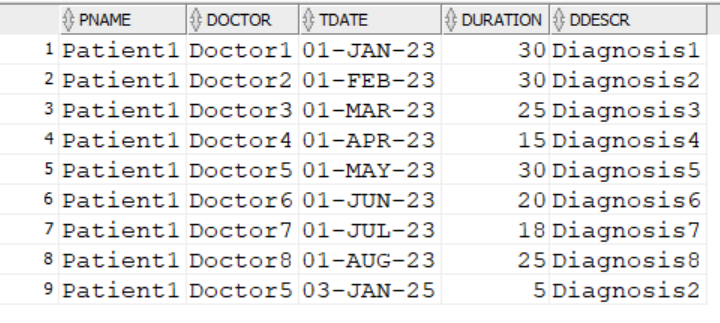 PNAME DOCTOR TDATE DURATION DDESCR
1 Patient1 Doctor1 01-JAN-23 30 Diagnosis1
2 Patient1 Doctor2 01-FEB-23 30 Diagnosis2
3 Patient1 Doctor3 01-MAR-23 25 Diagnosis3
4 Patient1 Doctor4 01-APR-23 15 Diagnosis4
5 Patient1 Doctor5 01-MAY-23 30 Diagnosis5
6 Patient1 Doctor6 01-JUN-23 20 Diagnosis6
7 Patient1 Doctor7 01-JUL-23 18 Diagnosis7
8 Patient1 Doctor8 01-AUG-23 25 Diagnosis8
9 Patient1 Doctor5 03-JAN-25 5 Diagnosis2